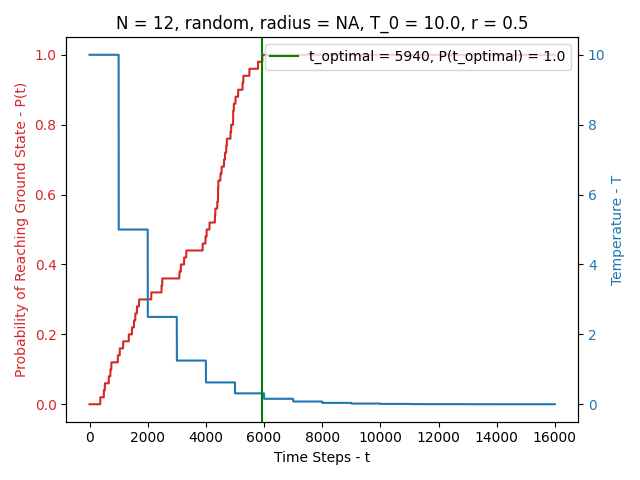 N = 12, random, radius = NA, T_0 = 10.0, r = 0.5
t_optimal = 5940, P(t_optimal) = 1.0
Probability of Reaching Ground State - P(t)
1.0
0.8
0.6
0.4
0.2
0.0
10
8
6
4
2
0
Temperature - T
0 2000 4000 6000 8000 10000 12000 14000 16000
Time Steps - t